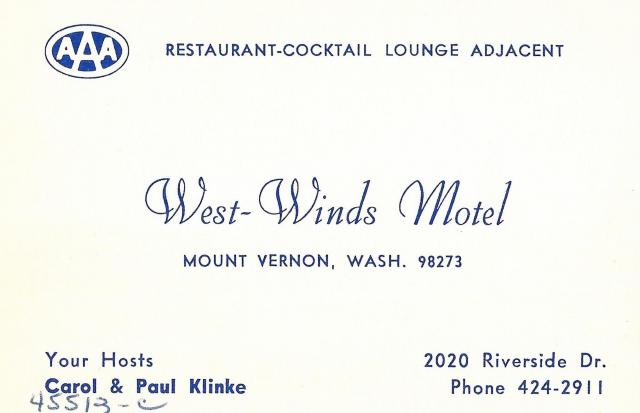 AAA
RESTAURANT-COCKTAIL LOUNGE ADJACENT
West-Winds Motel
MOUNT VERNON, WASH. 98273
Your Hosts
Carol & Paul Klinke
45513-C
2020 Riverside Dr.
Phone 424-2911